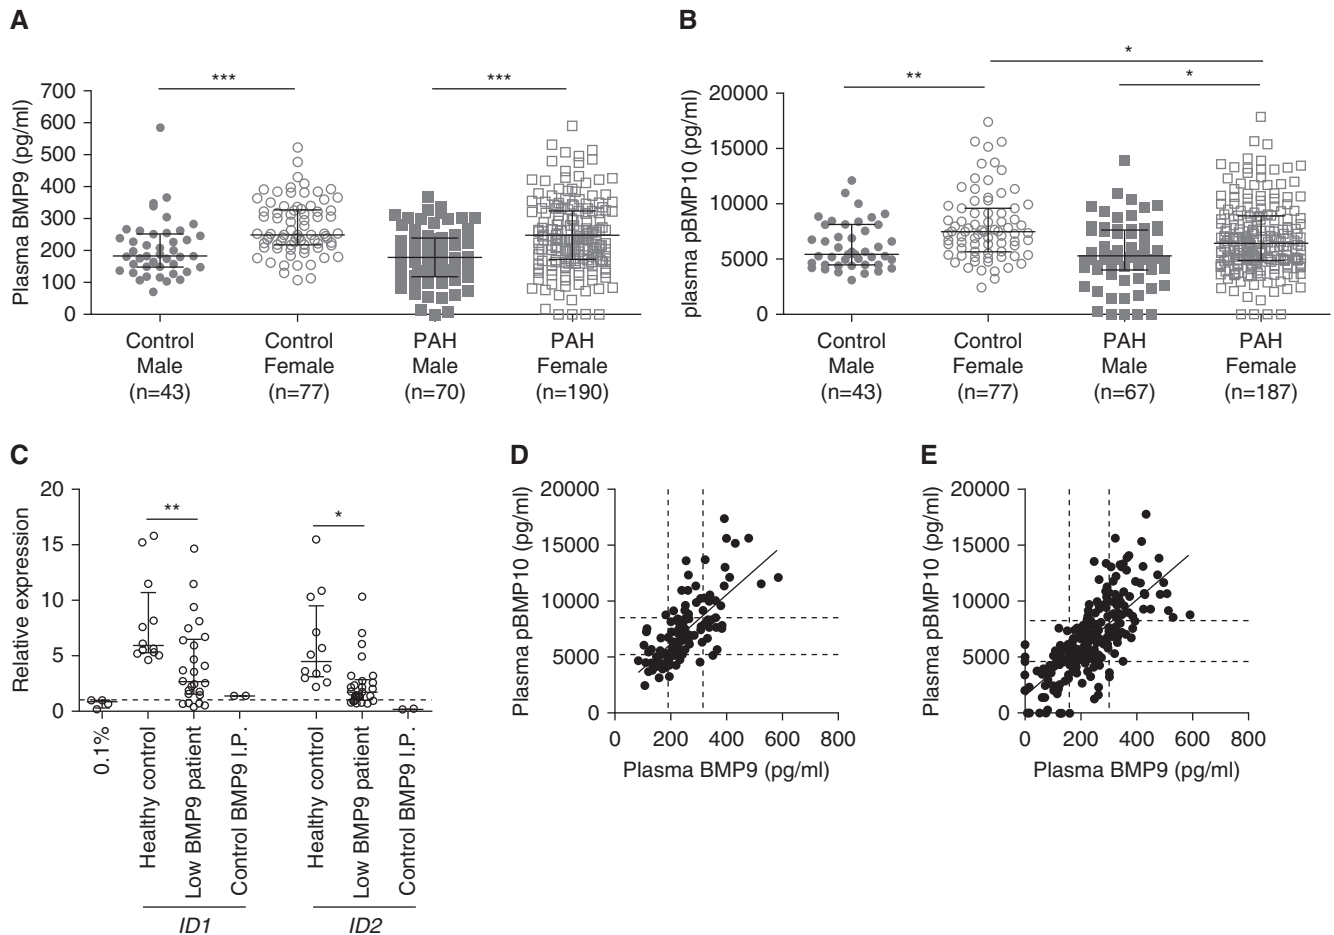 A
***
***
Plasma BMP9 (pg/ml)
700
600
500
400
300
200
100
0
Control Male (n=43)
Control Female (n=77)
PAH Male (n=70)
PAH Female (n=190)
B
*
**
*
plasma pBMP10 (pg/ml)
20000
15000
10000
5000
0
Control Male (n=43)
Control Female (n=77)
PAH Male (n=67)
PAH Female (n=187)
C
Relative expression
20
15
10
5
0
**
*
0.1%
Healthy control
Low BMP9 patient
Control BMP9 I.P.
Healthy control
Low BMP9 patient
Control BMP9 I.P.
ID1
ID2
D
Plasma pBMP10 (pg/ml)
20000
15000
10000
5000
0
0 200 400 600 800
Plasma BMP9 (pg/ml)
E
Plasma pBMP10 (pg/ml)
20000
15000
10000
5000
0
0 200 400 600 800
Plasma BMP9 (pg/ml)